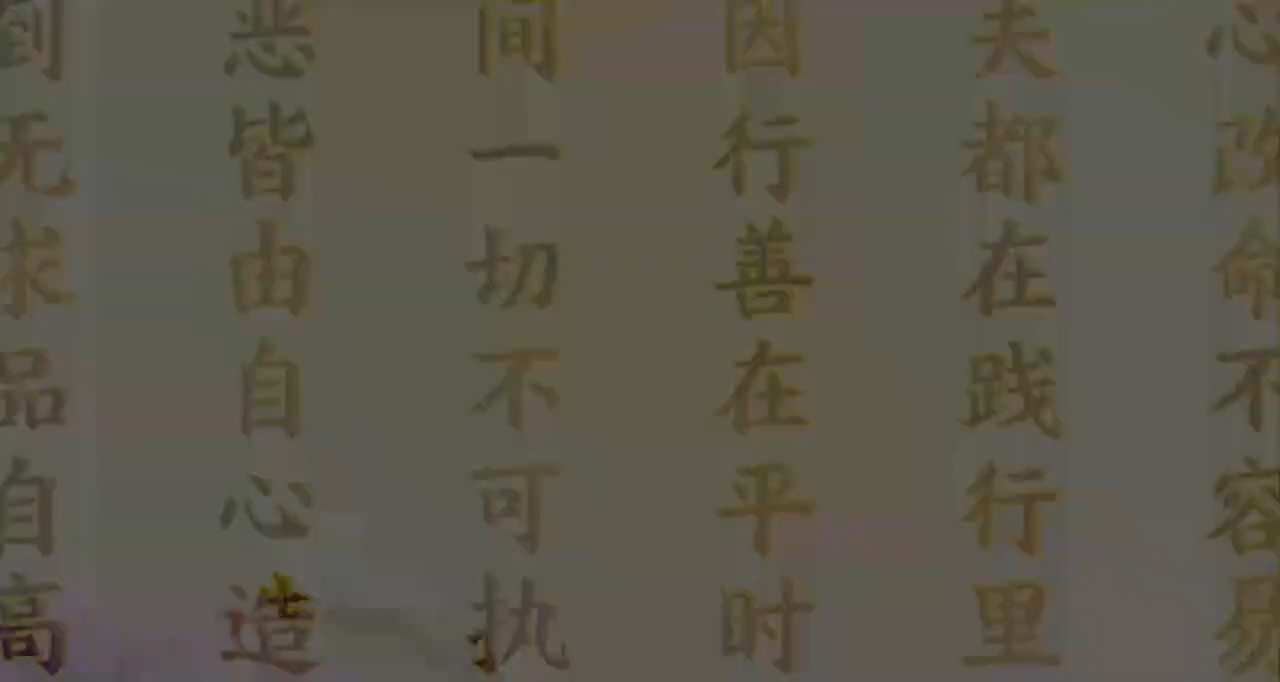 心改命不容易
夫都在践行里
因行善在平时
间一切不可执
恶皆由自心造
到无求品自高